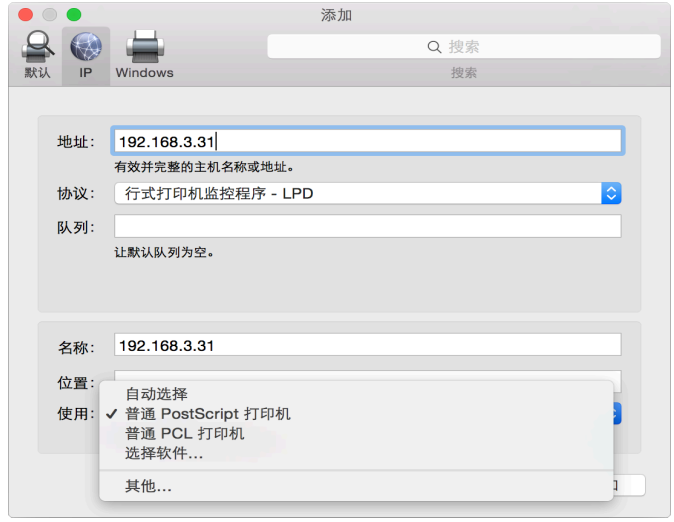 添加
搜索
默认 IP Windows 搜索
地址: 192.168.3.31
有效并完整的主机名称或地址。
协议: 行式打印机监控程序 - LPD
队列:
让默认队列为空。
名称: 192.168.3.31
位置:
自动选择
使用: ✓ 普通 PostScript 打印机
普通 PCL 打印机
选择软件...
其他...